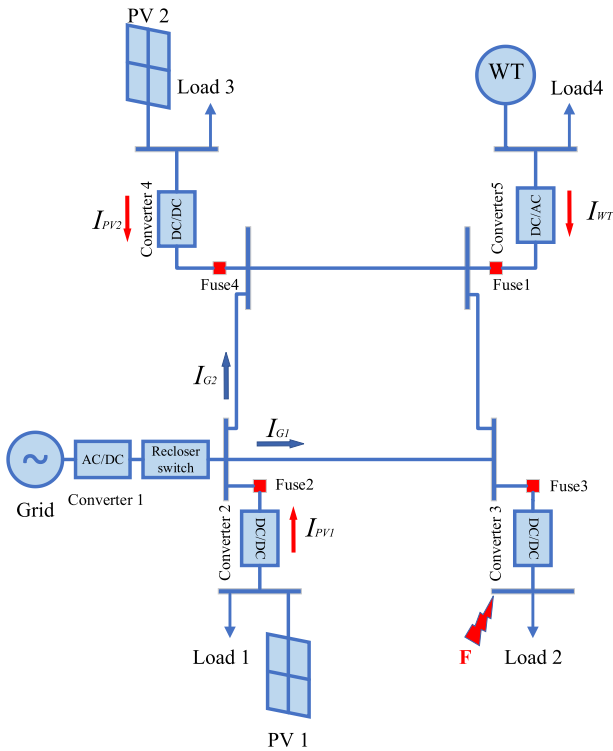 PV 2
WT
Load 3
Load4
Converter 4
DC/DC
Converter5
DC/AC
I_PV2
I_WT
Fuse4
Fuse1
I_G2
I_G1
~
AC/DC
Recloser
switch
Grid
Converter 1
Fuse2
Fuse3
Converter 2
DC/DC
I_PV1
Converter 3
DC/DC
F
Load 1
Load 2
PV 1